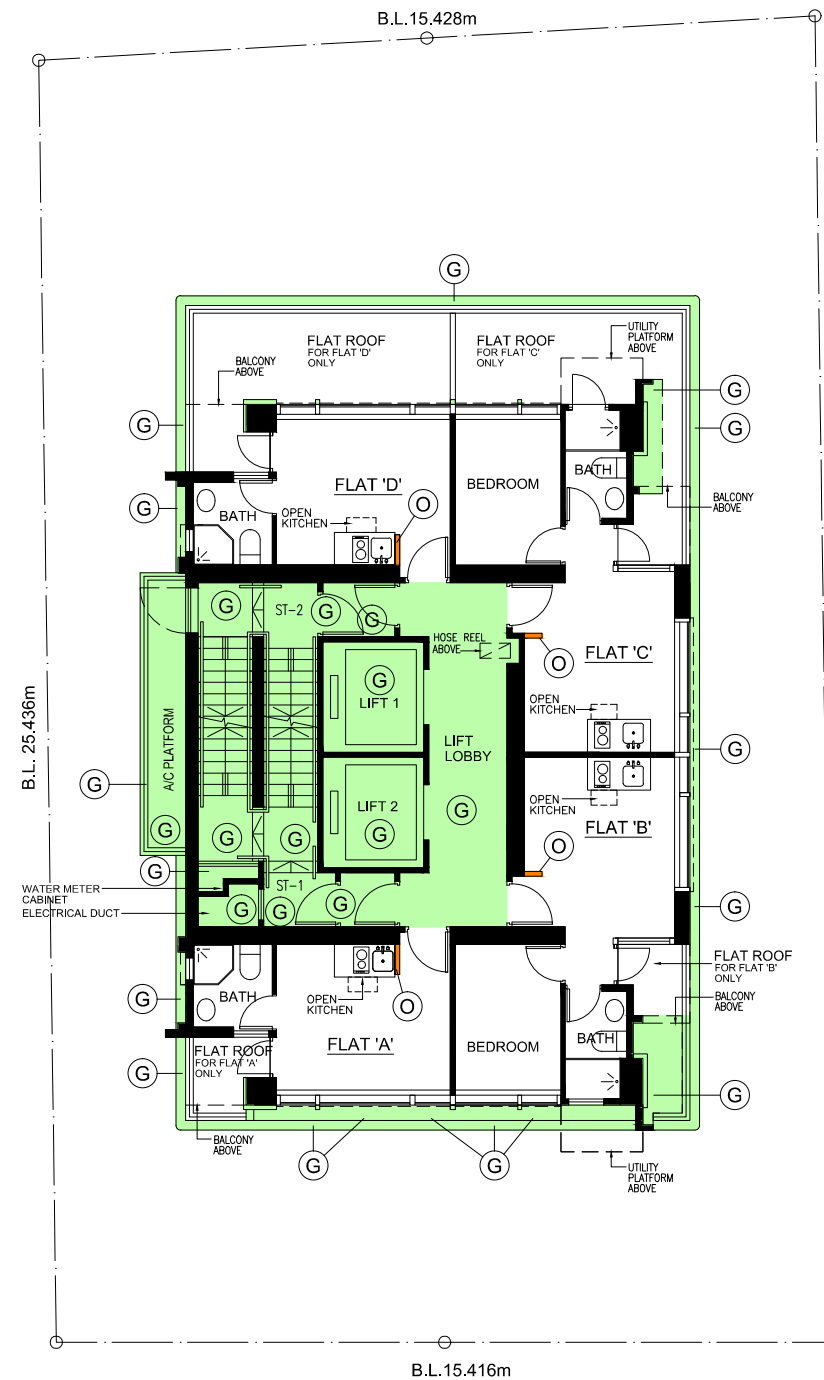 B.L.15.428m
G
FLAT ROOF
FOR FLAT 'D'
ONLY
FLAT ROOF
FOR FLAT 'C'
ONLY
UTILITY
PLATFORM
ABOVE
BALCONY
ABOVE
G
G
G
BATH
FLAT 'D'
BEDROOM
BATH
BALCONY
ABOVE
G
BATH
OPEN
KITCHEN
O
G
ST-2
G
G
HOSE REEL
ABOVE
O
FLAT 'C'
G
LIFT 1
OPEN
KITCHEN
B.L. 25.436m
A/C PLATFORM
LIFT
LOBBY
G
G
LIFT 2
G
OPEN
KITCHEN
FLAT 'B'
G
G
G
G
O
G
WATER METER
CABINET
ELECTRICAL DUCT
ST-1
G
G
G
G
FLAT ROOF
FOR FLAT 'B'
ONLY
G
BATH
OPEN
KITCHEN
O
BALCONY
ABOVE
FLAT ROOF
FOR FLAT 'A'
ONLY
FLAT 'A'
BEDROOM
BATH
G
G
BALCONY
ABOVE
G
G
UTILITY
PLATFORM
ABOVE
B.L.15.416m